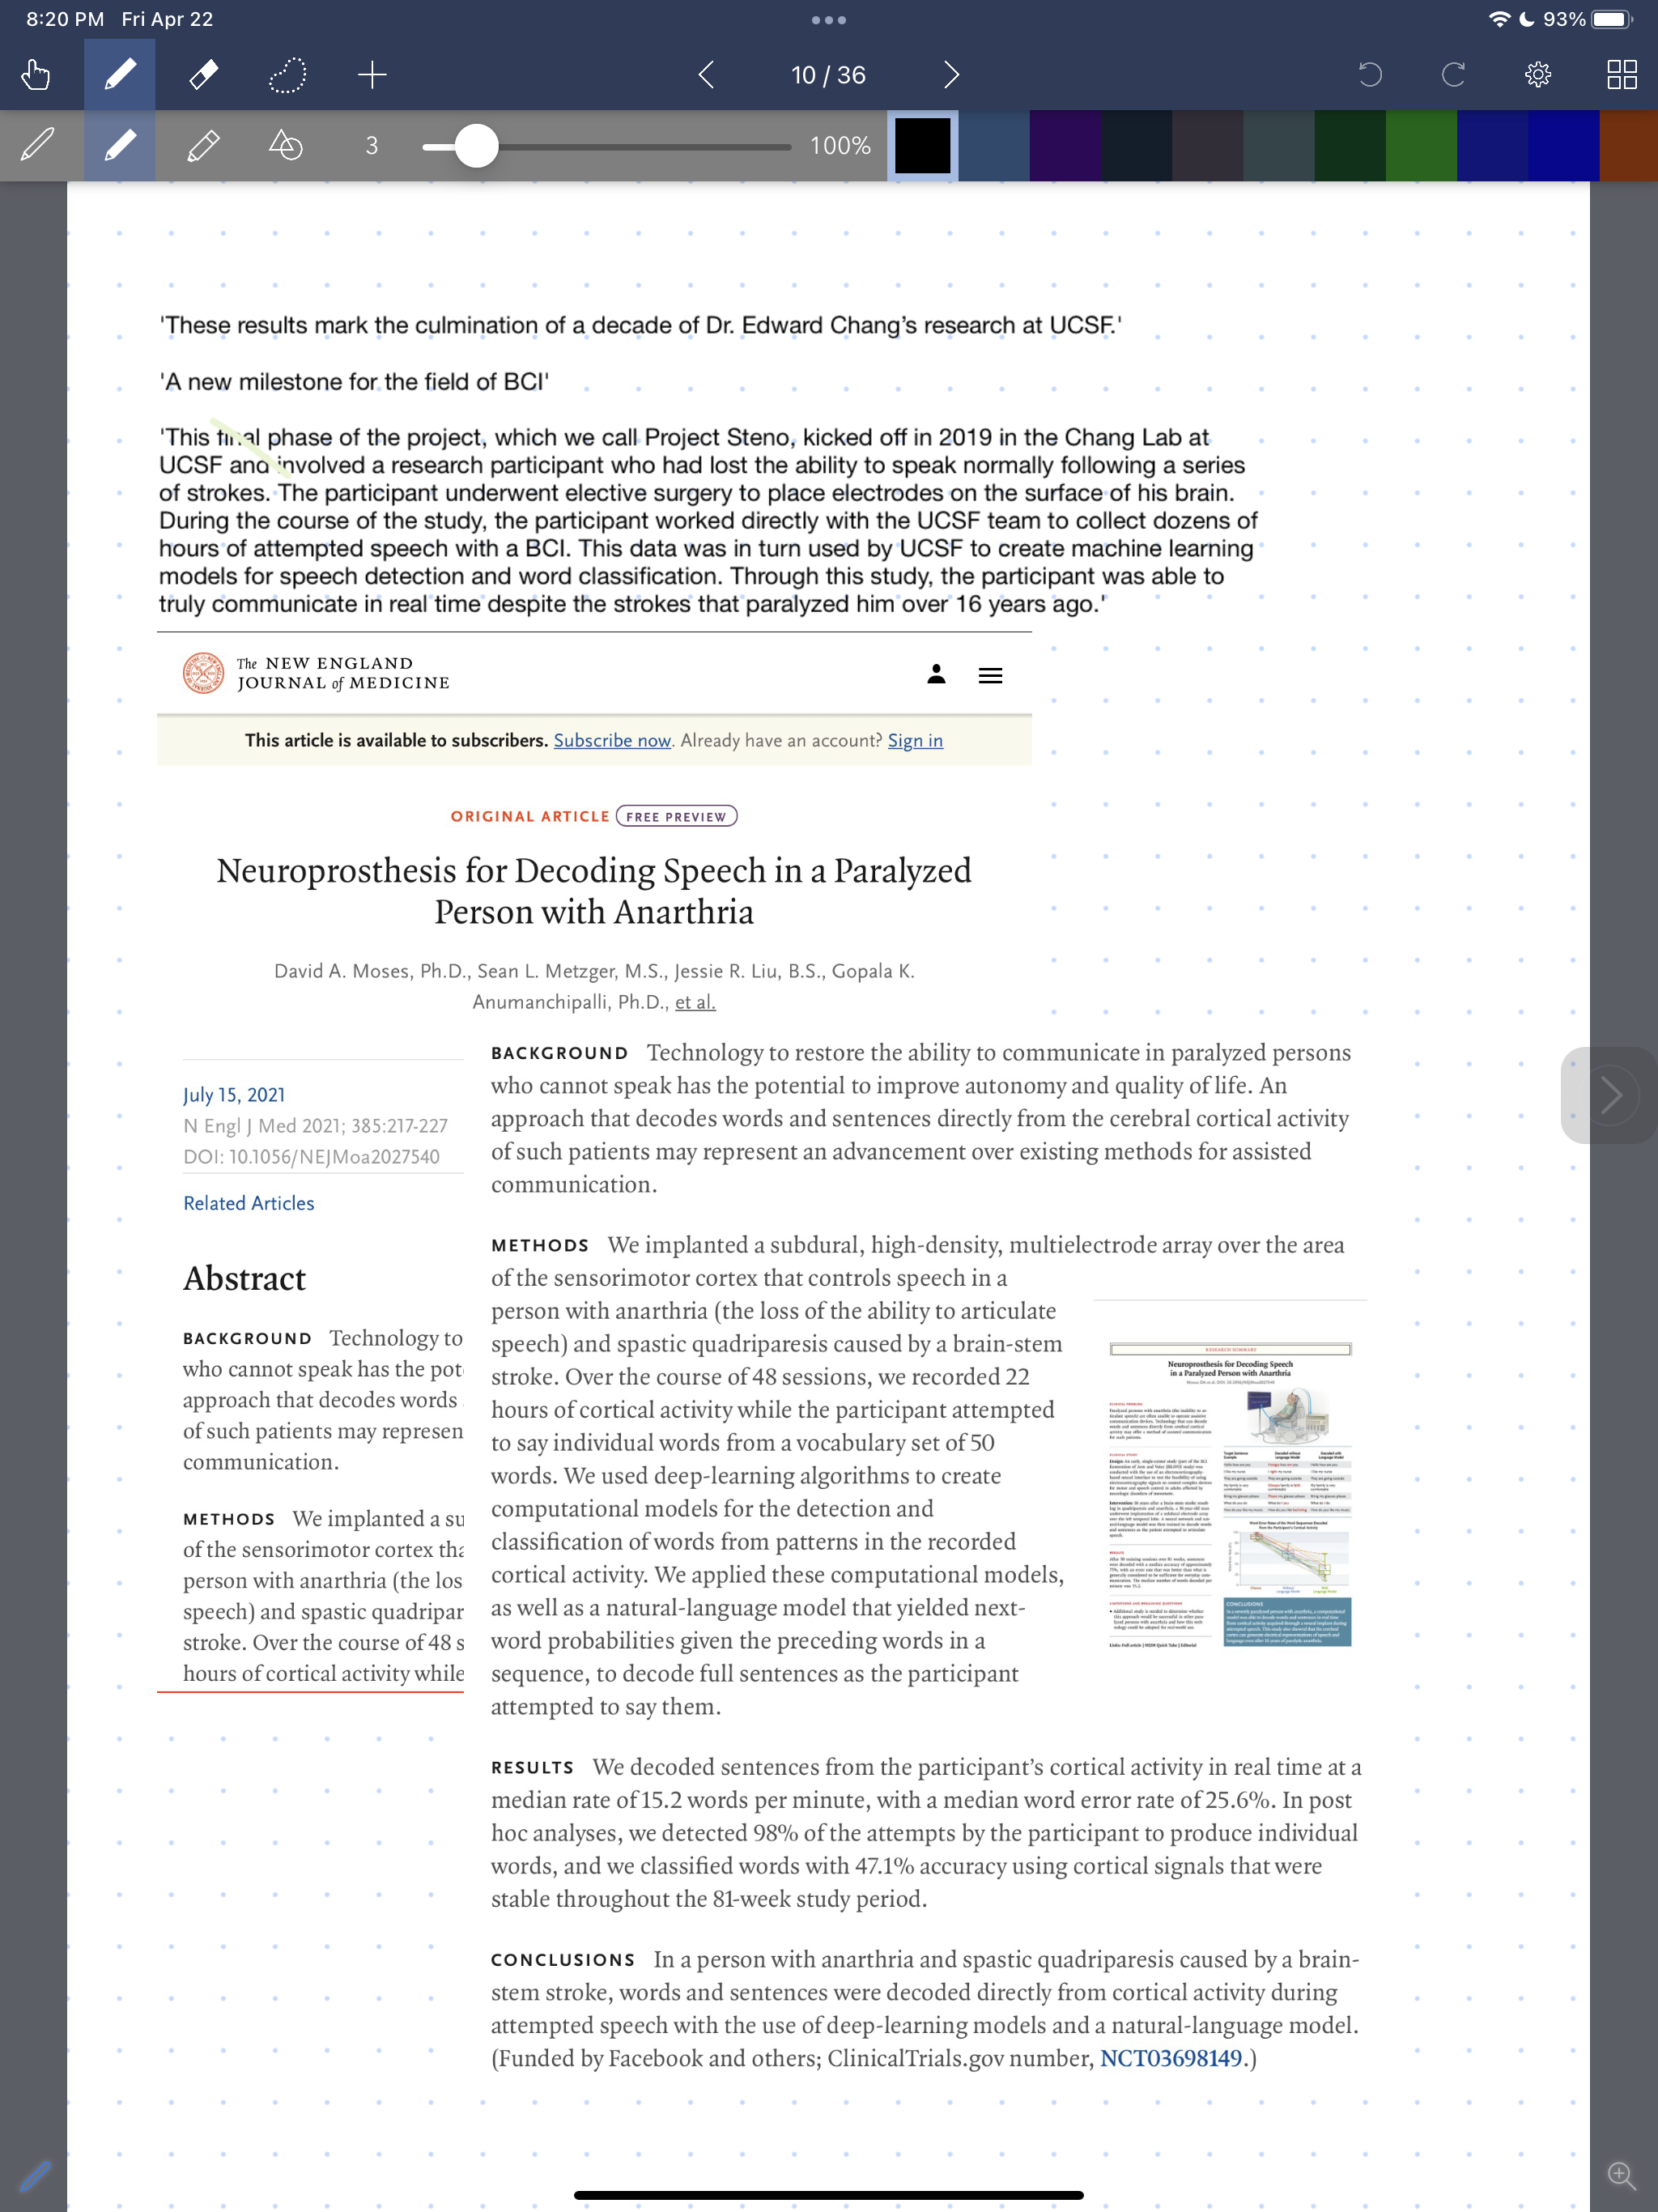 8:20 PM Fri Apr 22
93%
10 / 36
3
100%
'These results mark the culmination of a decade of Dr. Edward Chang’s research at UCSF.'
'A new milestone for the field of BCI'
'This final phase of the project, which we call Project Steno, kicked off in 2019 in the Chang Lab at
UCSF and involved a research participant who had lost the ability to speak normally following a series
of strokes. The participant underwent elective surgery to place electrodes on the surface of his brain.
During the course of the study, the participant worked directly with the UCSF team to collect dozens of
hours of attempted speech with a BCI. This data was in turn used by UCSF to create machine learning
models for speech detection and word classification. Through this study, the participant was able to
truly communicate in real time despite the strokes that paralyzed him over 16 years ago.'
The NEW ENGLAND
JOURNAL of MEDICINE
This article is available to subscribers. Subscribe now. Already have an account? Sign in
ORIGINAL ARTICLE FREE PREVIEW
Neuroprosthesis for Decoding Speech in a Paralyzed
Person with Anarthria
David A. Moses, Ph.D., Sean L. Metzger, M.S., Jessie R. Liu, B.S., Gopala K.
Anumanchipalli, Ph.D., et al.
July 15, 2021
N Engl J Med 2021; 385:217-227
DOI: 10.1056/NEJMoa2027540
Related Articles
Abstract
BACKGROUND Technology to
who cannot speak has the pot
approach that decodes words
of such patients may represen
communication.
METHODS We implanted a su
of the sensorimotor cortex tha
person with anarthria (the los
speech) and spastic quadripar
stroke. Over the course of 48 s
hours of cortical activity while
BACKGROUND Technology to restore the ability to communicate in paralyzed persons
who cannot speak has the potential to improve autonomy and quality of life. An
approach that decodes words and sentences directly from the cerebral cortical activity
of such patients may represent an advancement over existing methods for assisted
communication.
METHODS We implanted a subdural, high-density, multielectrode array over the area
of the sensorimotor cortex that controls speech in a
person with anarthria (the loss of the ability to articulate
speech) and spastic quadriparesis caused by a brain-stem
stroke. Over the course of 48 sessions, we recorded 22
hours of cortical activity while the participant attempted
to say individual words from a vocabulary set of 50
words. We used deep-learning algorithms to create
computational models for the detection and
classification of words from patterns in the recorded
cortical activity. We applied these computational models,
as well as a natural-language model that yielded next-
word probabilities given the preceding words in a
sequence, to decode full sentences as the participant
attempted to say them.
RESEARCH SUMMARY
Neuroprosthesis for Decoding Speech
in a Paralyzed Person with Anarthria
CONCLUSIONS
RESULTS We decoded sentences from the participant’s cortical activity in real time at a
median rate of 15.2 words per minute, with a median word error rate of 25.6%. In post
hoc analyses, we detected 98% of the attempts by the participant to produce individual
words, and we classified words with 47.1% accuracy using cortical signals that were
stable throughout the 81-week study period.
CONCLUSIONS In a person with anarthria and spastic quadriparesis caused by a brain-
stem stroke, words and sentences were decoded directly from cortical activity during
attempted speech with the use of deep-learning models and a natural-language model.
(Funded by Facebook and others; ClinicalTrials.gov number, NCT03698149.)